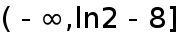 ( - ∞,ln2 - 8]